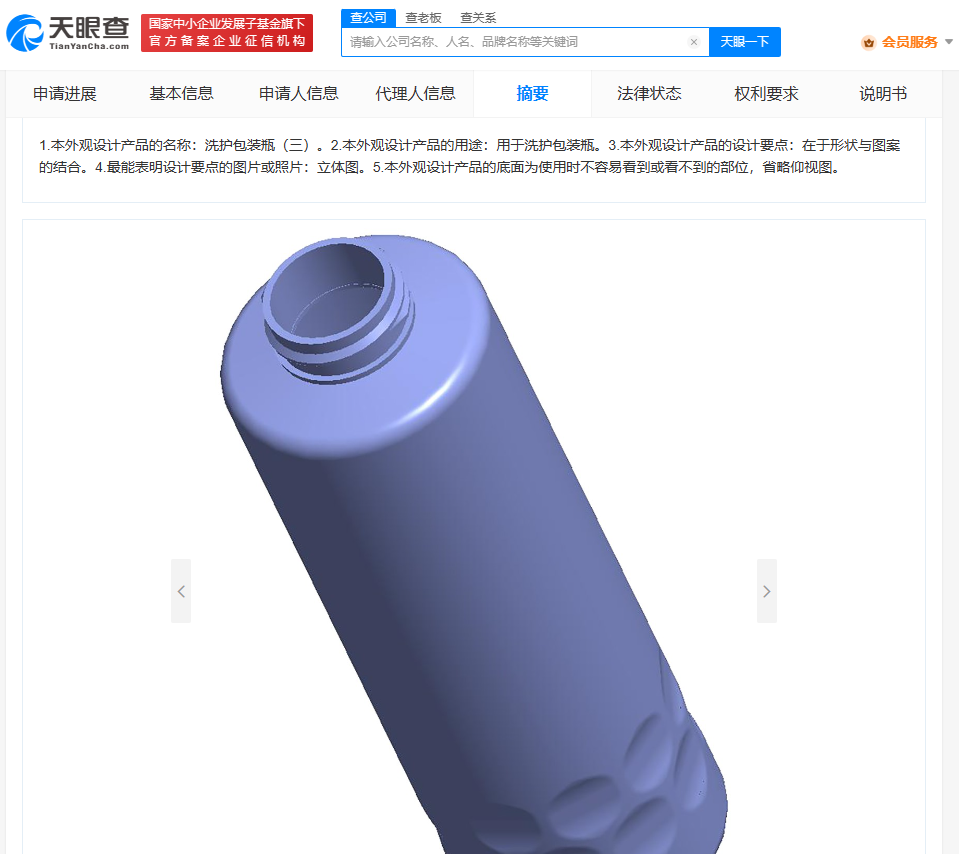 天眼查
TianYanCha.com
国家中小企业发展子基金旗下
官方备案企业征信机构
查公司 查老板 查关系
请输入公司名称、人名、品牌名称等关键词 × 天眼一下
会员服务
申请进展 基本信息 申请人信息 代理人信息 摘要 法律状态 权利要求 说明书
1.本外观设计产品的名称：洗护包装瓶（三）。2.本外观设计产品的用途：用于洗护包装瓶。3.本外观设计产品的设计要点：在于形状与图案
的结合。4.最能表明设计要点的图片或照片：立体图。5.本外观设计产品的底面为使用时不容易看到或看不到的部位，省略仰视图。